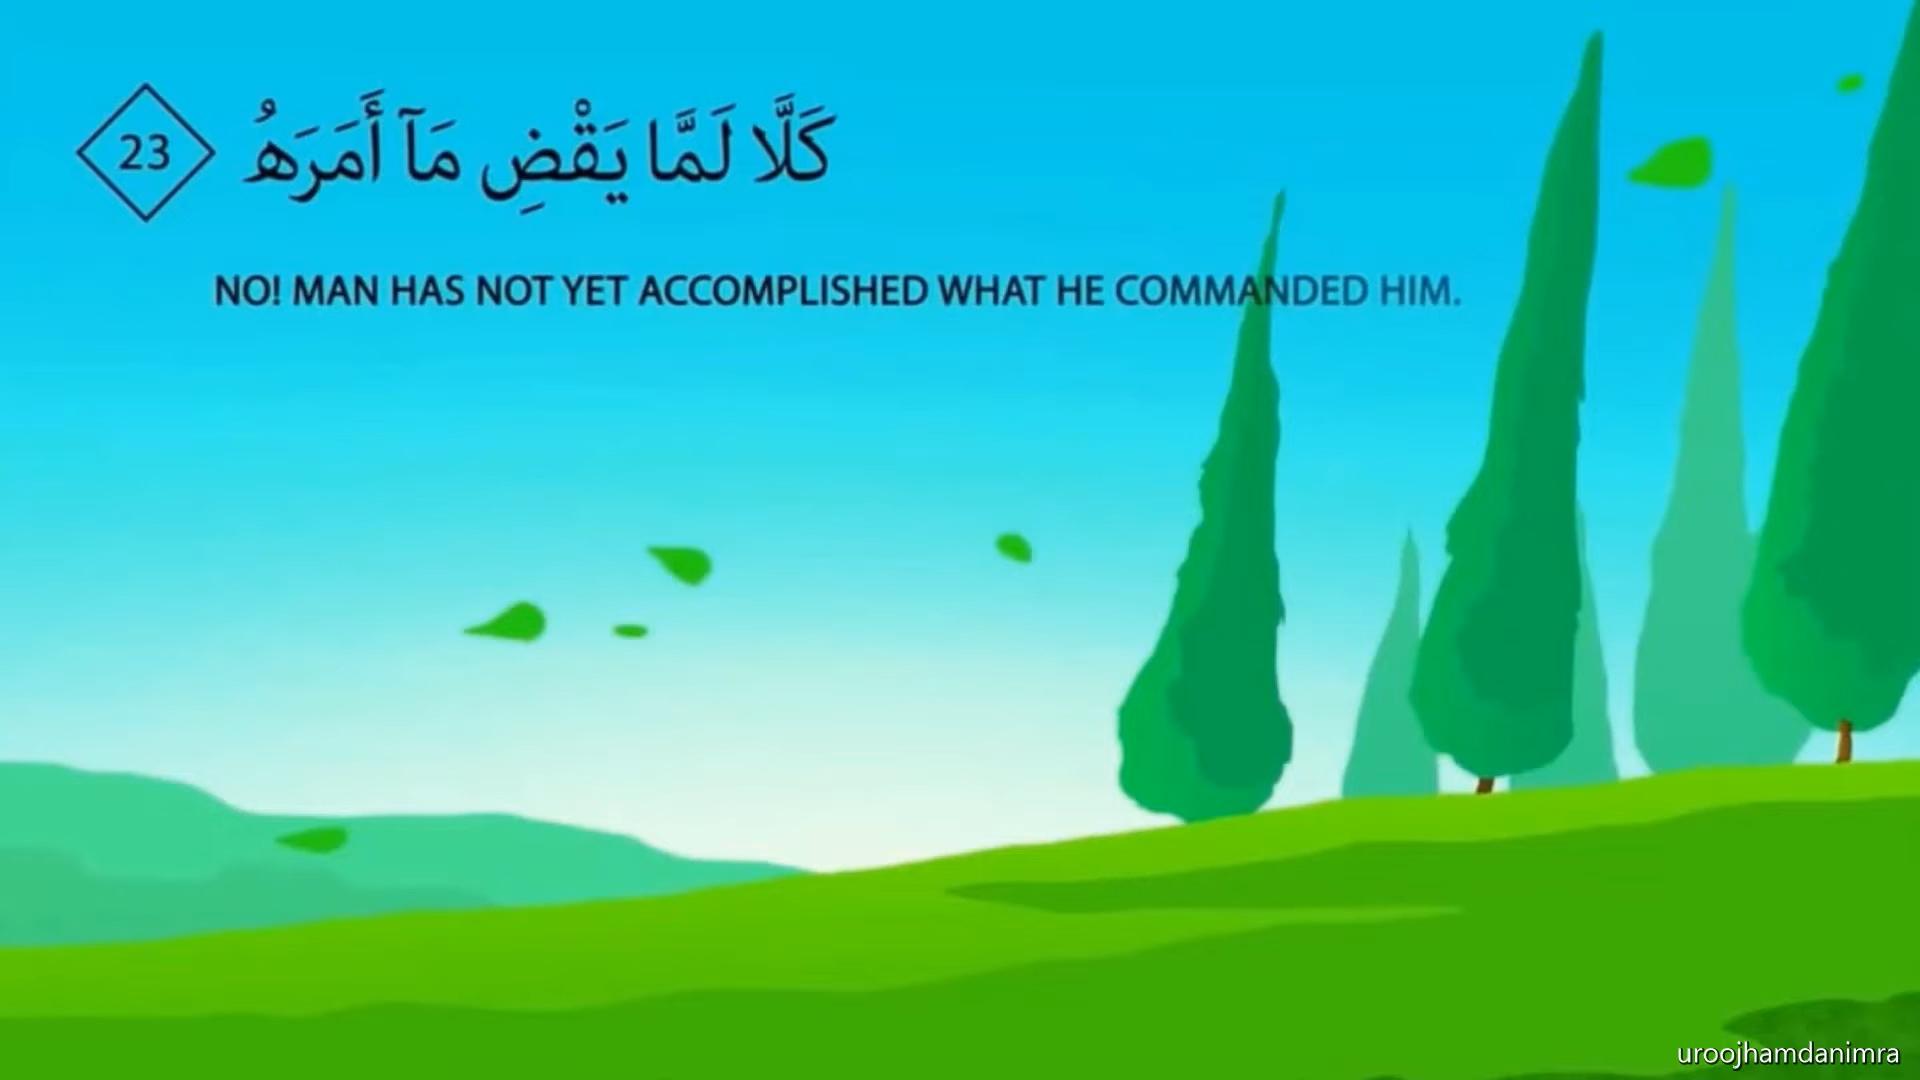 كَلَّا لَمَّا يَقْضِ مَآ أَمَرَهُ 23
NO! MAN HAS NOT YET ACCOMPLISHED WHAT HE COMMANDED HIM.
uroojhamdanimra